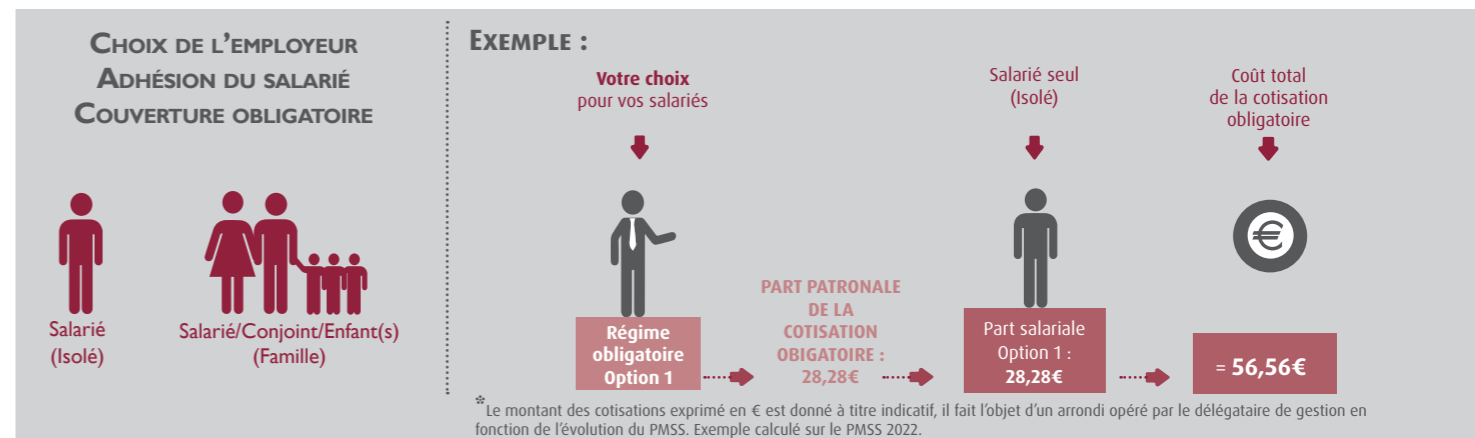 Choix de l'employeur
Adhésion du salarié
Couverture obligatoire
Salarié
(Isolé)
Salarié/Conjoint/Enfant(s)
(Famille)
Exemple :
Votre choix
pour vos salariés
Régime
obligatoire
Option 1
PART PATRONALE
DE LA
COTISATION
OBIGATOIRE :
28,28€
Salarié seul
(Isolé)
Part salariale
Option 1 :
28,28€
Coût total
de la cotisation
obligatoire
€
= 56,56€
*Le montant des cotisations exprimé en € est donné à titre indicatif, il fait l'objet d'un arrondi opéré par le délégataire de gestion en
fonction de l'évolution du PMSS. Exemple calculé sur le PMSS 2022.